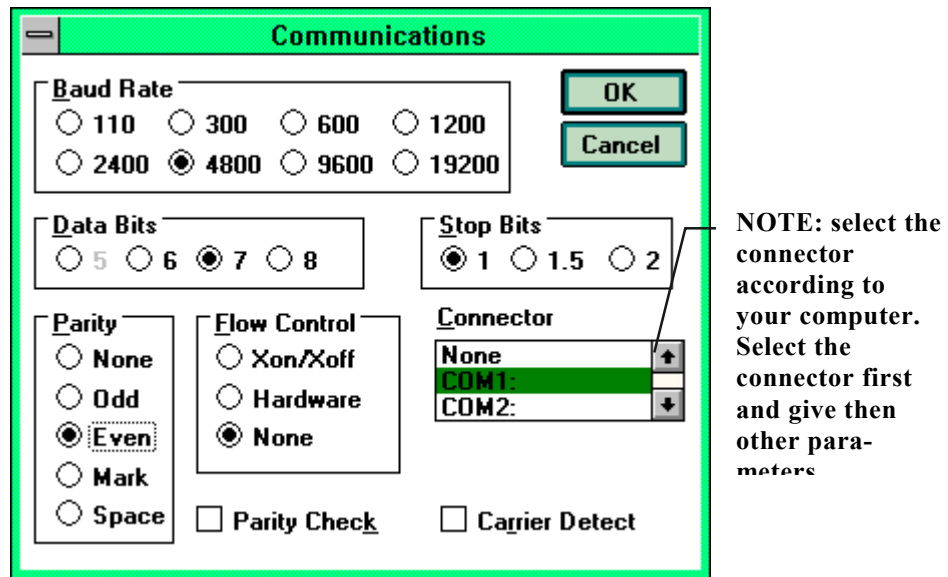 Communications
Baud Rate
110 300 600 1200
2400 4800 9600 19200
OK
Cancel
Data Bits
5 6 7 8
Stop Bits
1 1.5 2
Parity
None
Odd
Even
Mark
Space
Flow Control
Xon/Xoff
Hardware
None
Connector
None
COM1:
COM2:
Parity Check
Carrier Detect
NOTE: select the
connector
according to
your computer.
Select the
connector first
and give then
other para-
meters